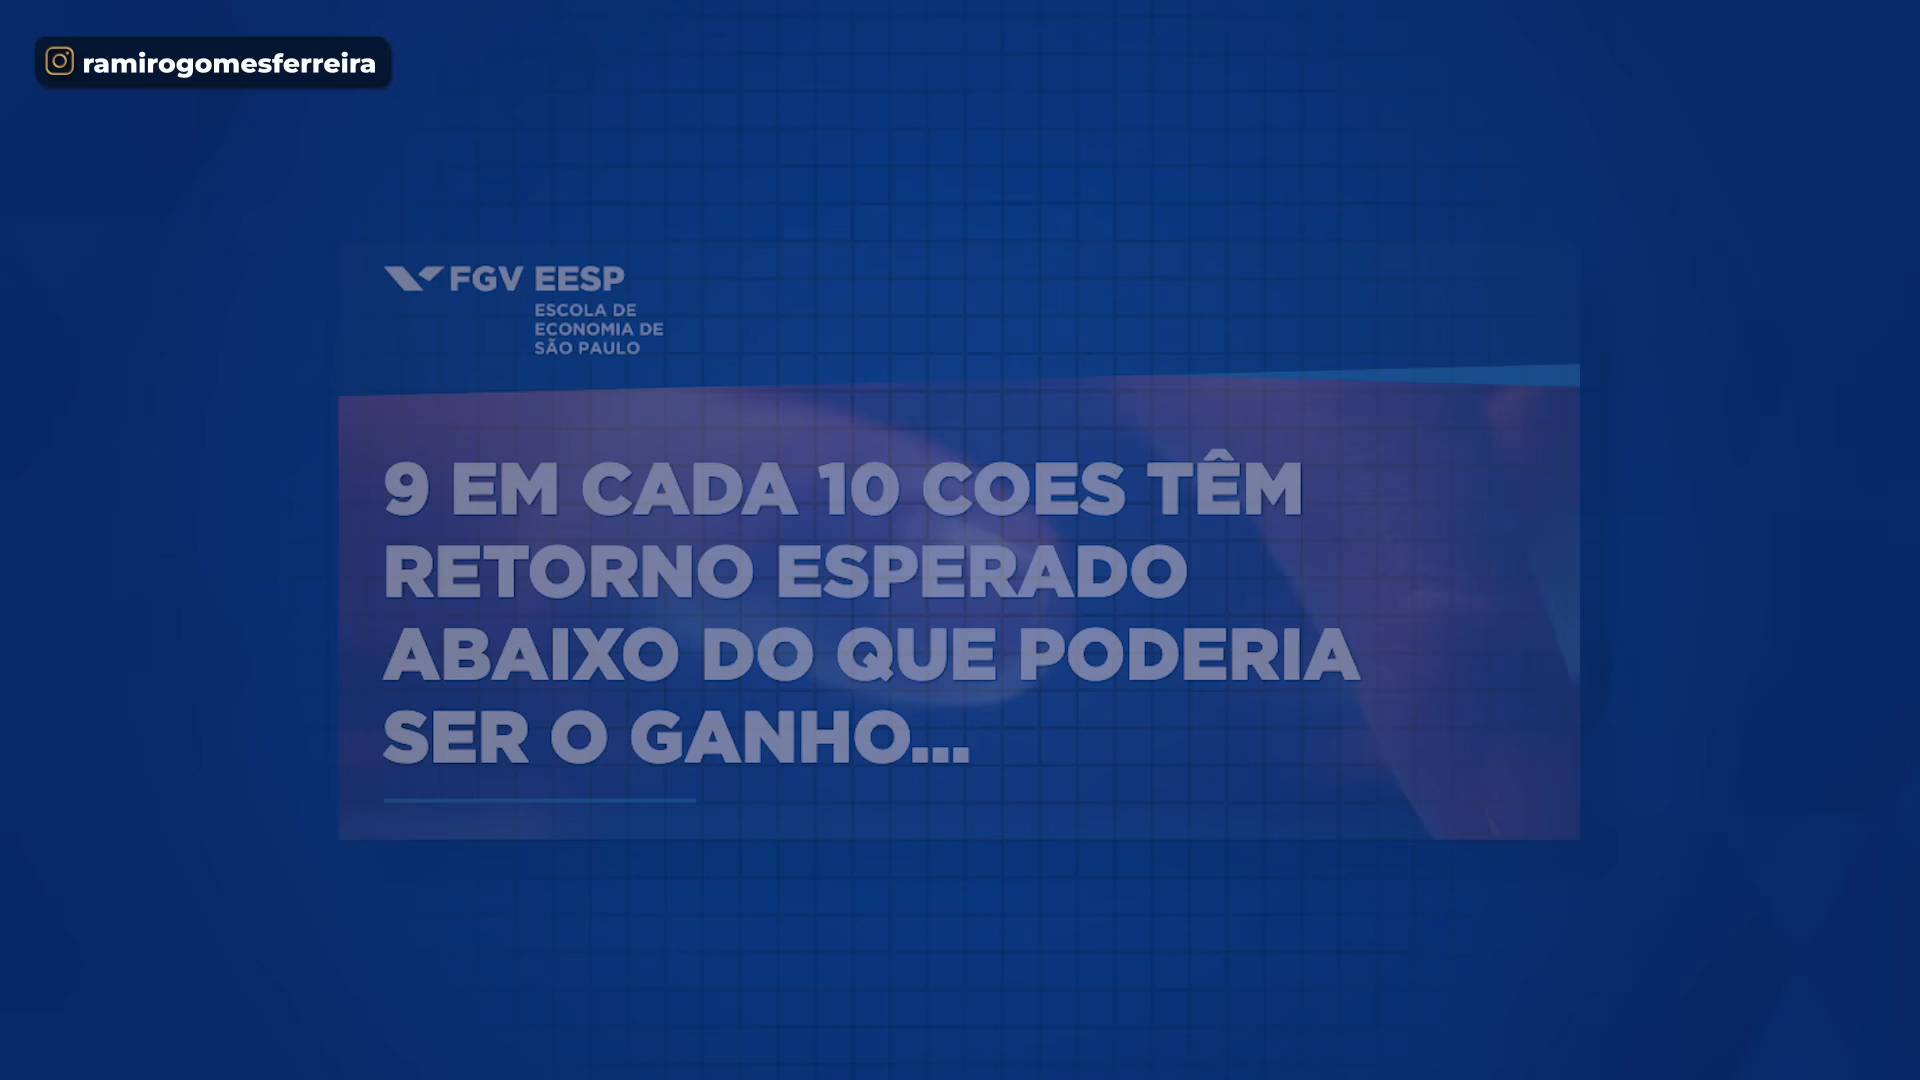 ramirogomesferreira
FGV EESP
ESCOLA DE
ECONOMIA DE
SÃO PAULO
9 EM CADA 10 COES TÊM
RETORNO ESPERADO
ABAIXO DO QUE PODERIA
SER O GANHO...